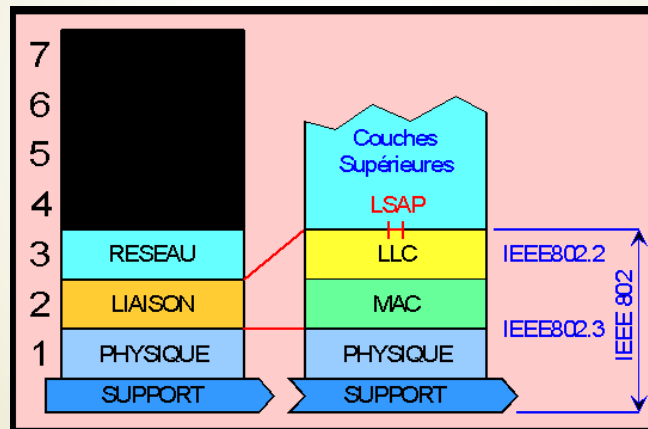 7
6
5
4
3
2
1
RESEAU
LIAISON
PHYSIQUE
SUPPORT
Couches
Supérieures
LSAP
LLC
MAC
PHYSIQUE
SUPPORT
IEEE802.2
IEEE802.3
IEEE 802